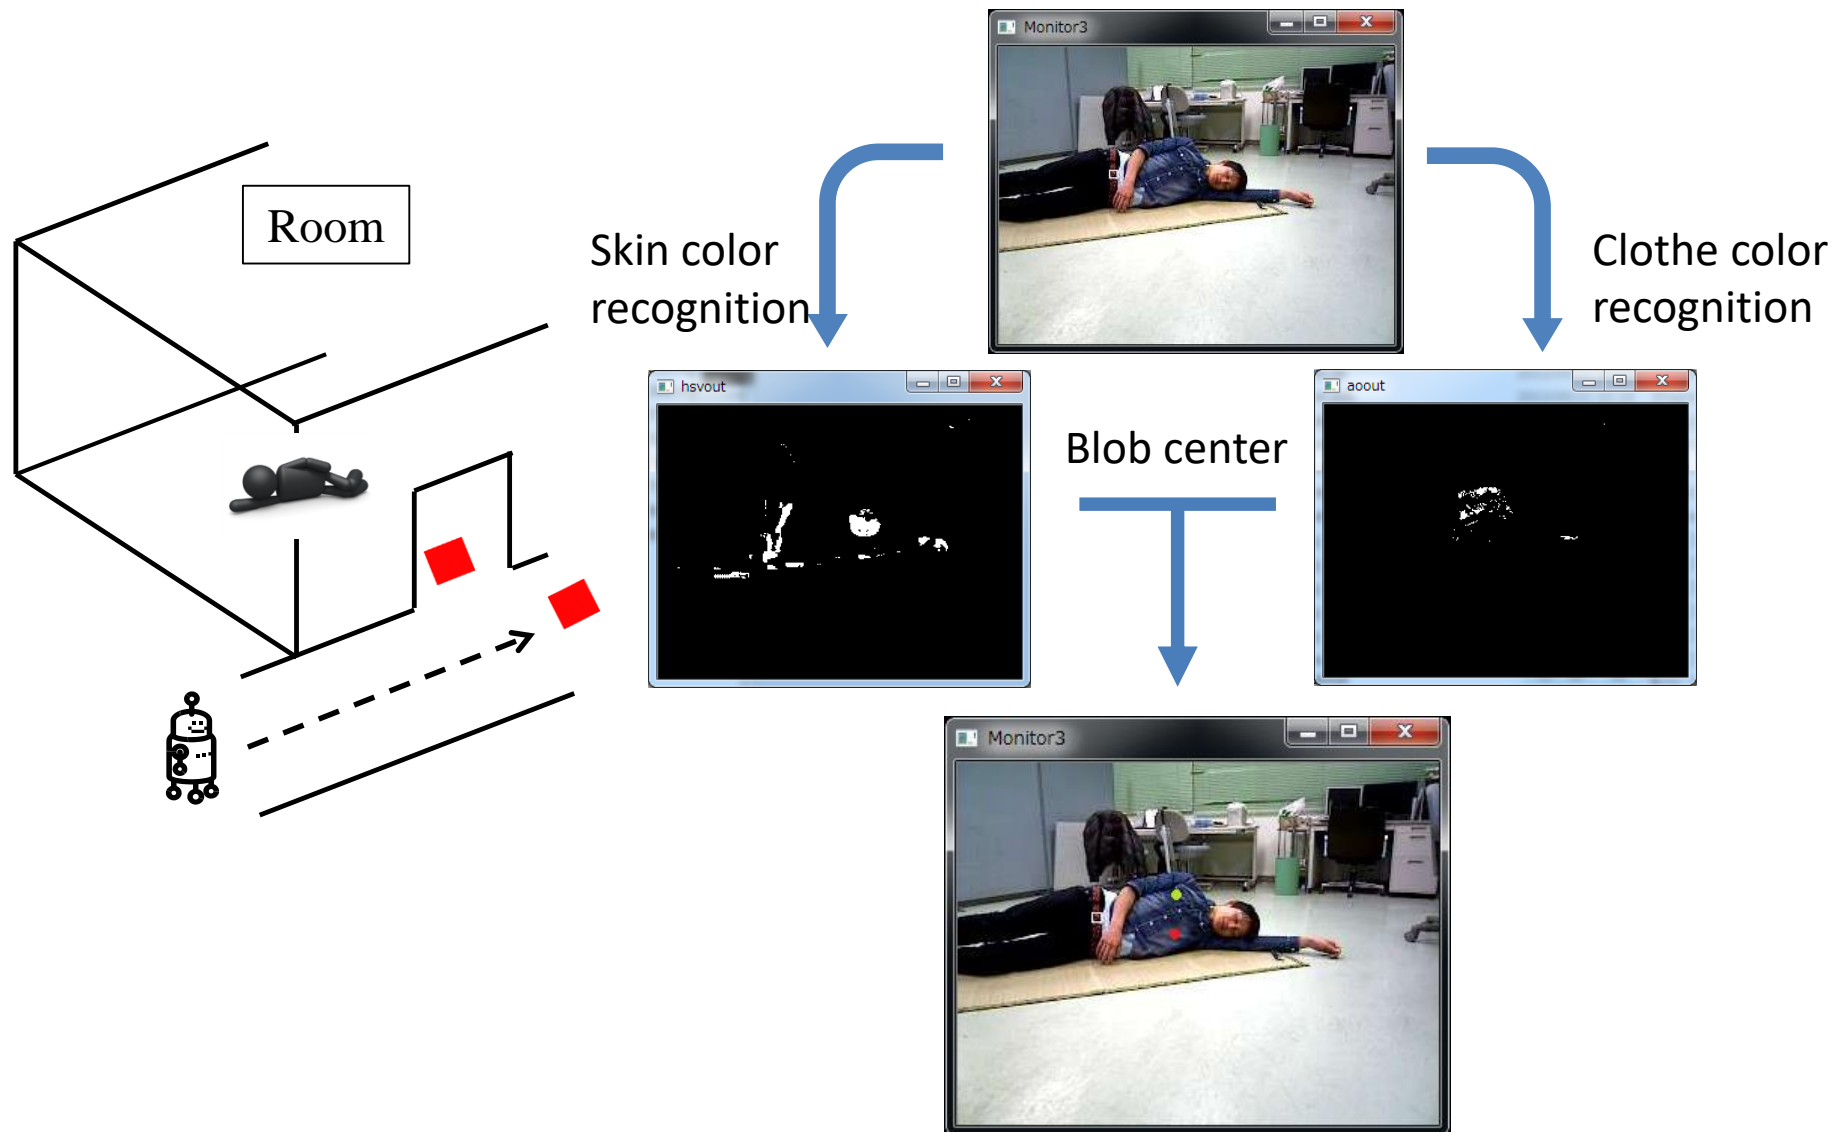 Monitor3
Room
Skin color
recognition
Clothe color
recognition
hsvout
aoout
Blob center
Monitor3